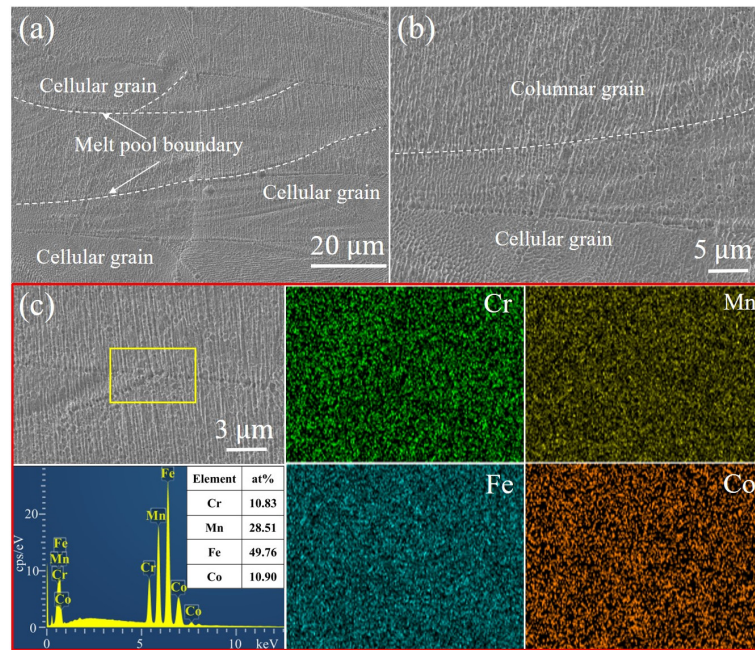 (a)
Cellular grain
Melt pool boundary
Cellular grain
Cellular grain
20 μm
(b)
Columnar grain
Cellular grain
5 μm
(c)
3 μm
Cr
Mn
Fe
Co
cps/eV
20
10
0
Fe
Mn
Cr
Co
Cr
Mn
Fe
Co
Co
0 5 10 keV
Element at%
Cr 10.83
Mn 28.51
Fe 49.76
Co 10.90